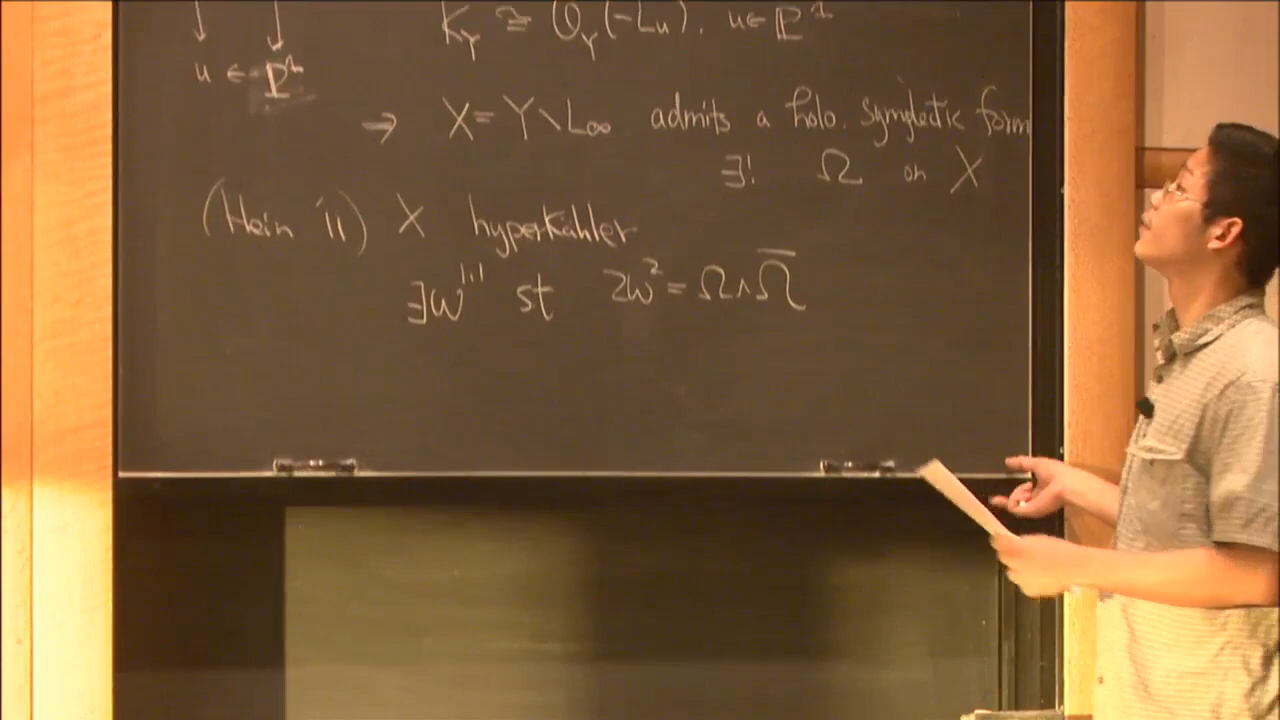 ↓ ↓ K_Y ≅ O_Y(-L_u), u ∈ ℙ^1
u ∈ ℙ^1
⇒ X = Y∖L_∞ admits a holo. symplectic form
∃! Ω on X
(Hein '11) X hyperkähler
∃ω^{1,1} st 2ω^2 = Ω∧Ω̄